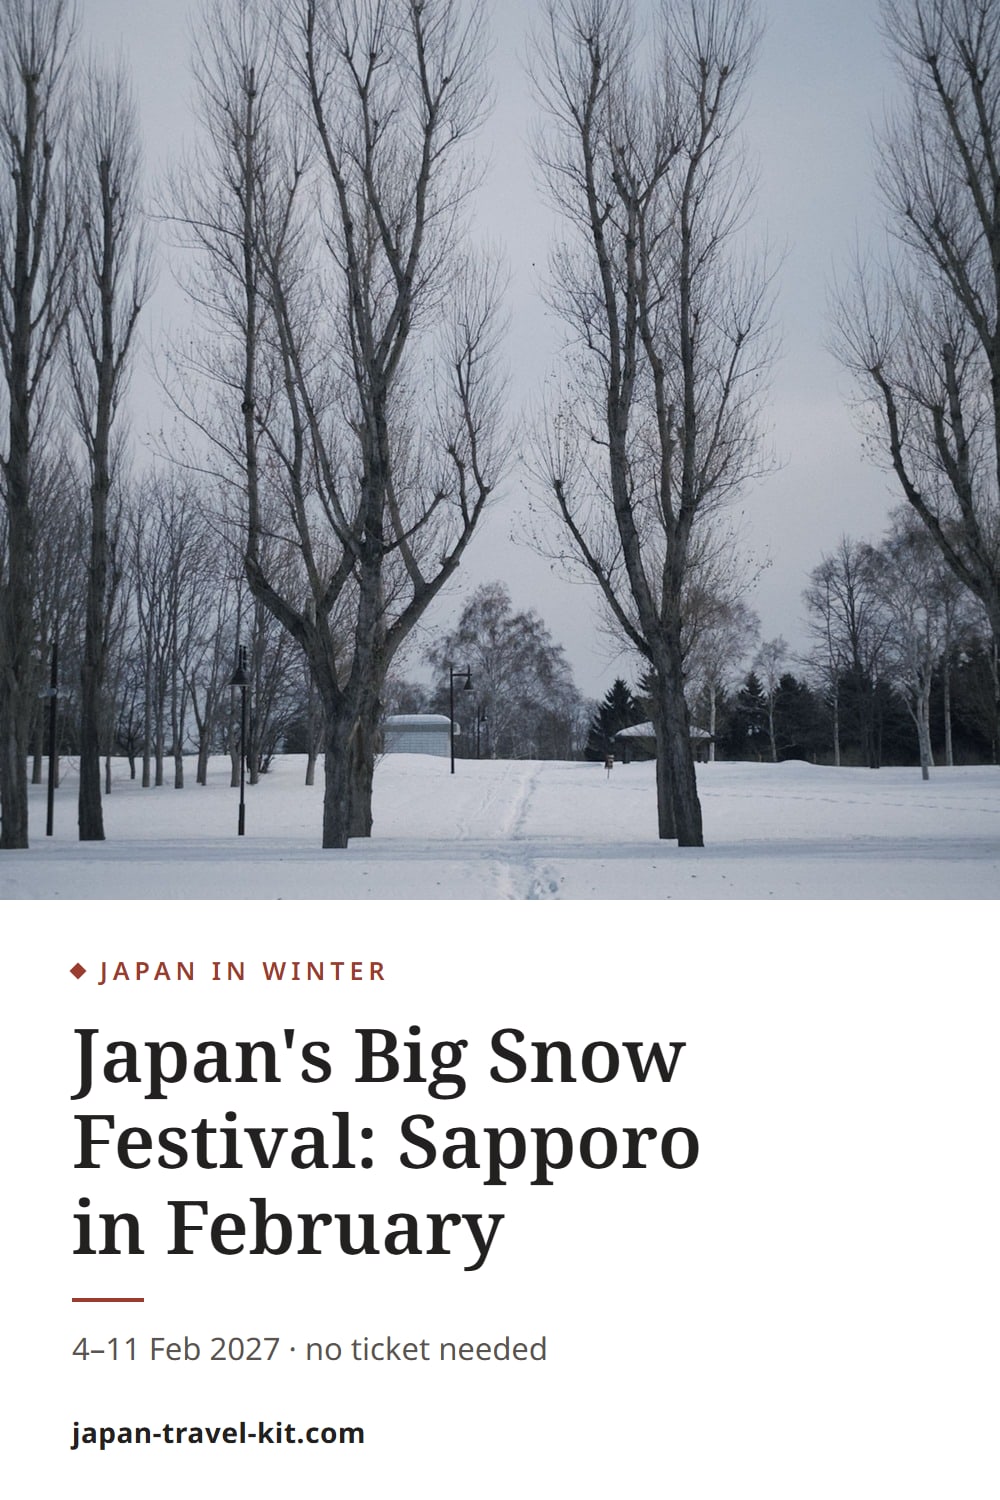 JAPAN IN WINTER
Japan's Big Snow
Festival: Sapporo
in February
4–11 Feb 2027 · no ticket needed
japan-travel-kit.com